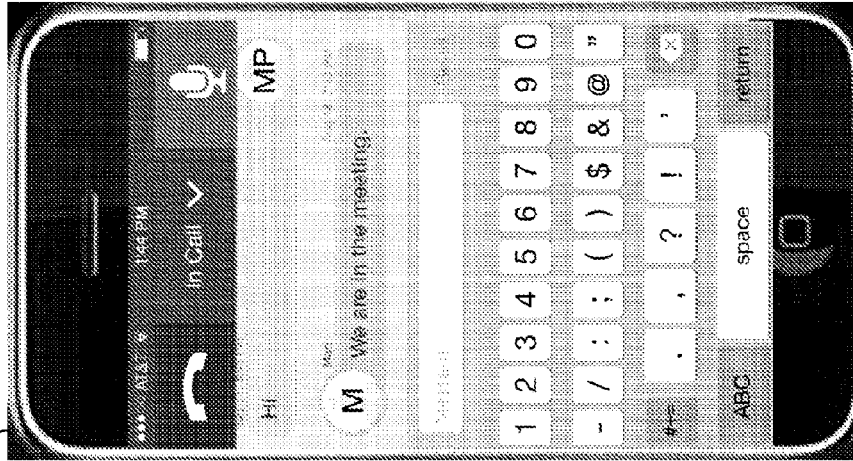 AT&T 1:44 PM
In Call
Hi MP
Mon
M We are in the meeting.
1 2 3 4 5 6 7 8 9 0
- / : ; ( ) $ & @ "
#+= . , ? ! '
ABC space return